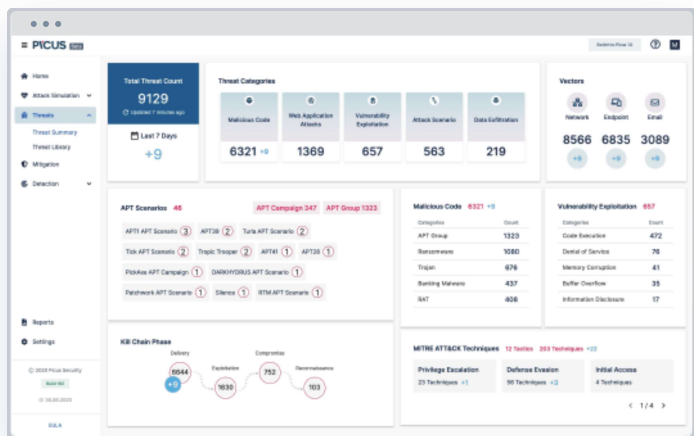 PICUS Beta
Home
Attack Simulation
Threats
Threat Summary
Threat Library
Mitigation
Detection
Reports
Settings
© 2020 Picus Security
EULA
Total Threat Count
9129
Updated 7 minutes ago
Last 7 Days
+9
Threat Categories
Malicious Code
6321 +9
Web Application Attacks
1369
Vulnerability Exploitation
657
Attack Scenario
563
Data Exfiltration
219
Vectors
Network
Endpoint
Email
8566 6835 3089
+9 +9 +9
APT Scenarios 46 APT Campaign 347 APT Group 1323
APT1 APT Scenario 3 APT39 2 Turla APT Scenario 2
Tick APT Scenario 2 Tropic Trooper 2 APT41 1 APT28 1
PickAxe APT Campaign 1 DARKHYDRUS APT Scenario 1
Patchwork APT Scenario 1 Silence 1 RTM APT Scenario 1
Malicious Code 6321 +9
Categories Count
APT Group 1323
Ransomware 1080
Trojan 676
Banking Malware 437
RAT 408
Vulnerability Exploitation 657
Categories Count
Code Execution 472
Denial of Service 76
Memory Corruption 41
Buffer Overflow 35
Information Disclosure 17
Kill Chain Phase
Delivery
6644
+9
Exploitation
1630
Compromise
752
Reconnaissance
103
MITRE ATT&CK Techniques 12 Tactics 203 Techniques +22
Privilege Escalation
23 Techniques +1
Defense Evasion
56 Techniques +3
Initial Access
4 Techniques
1/4